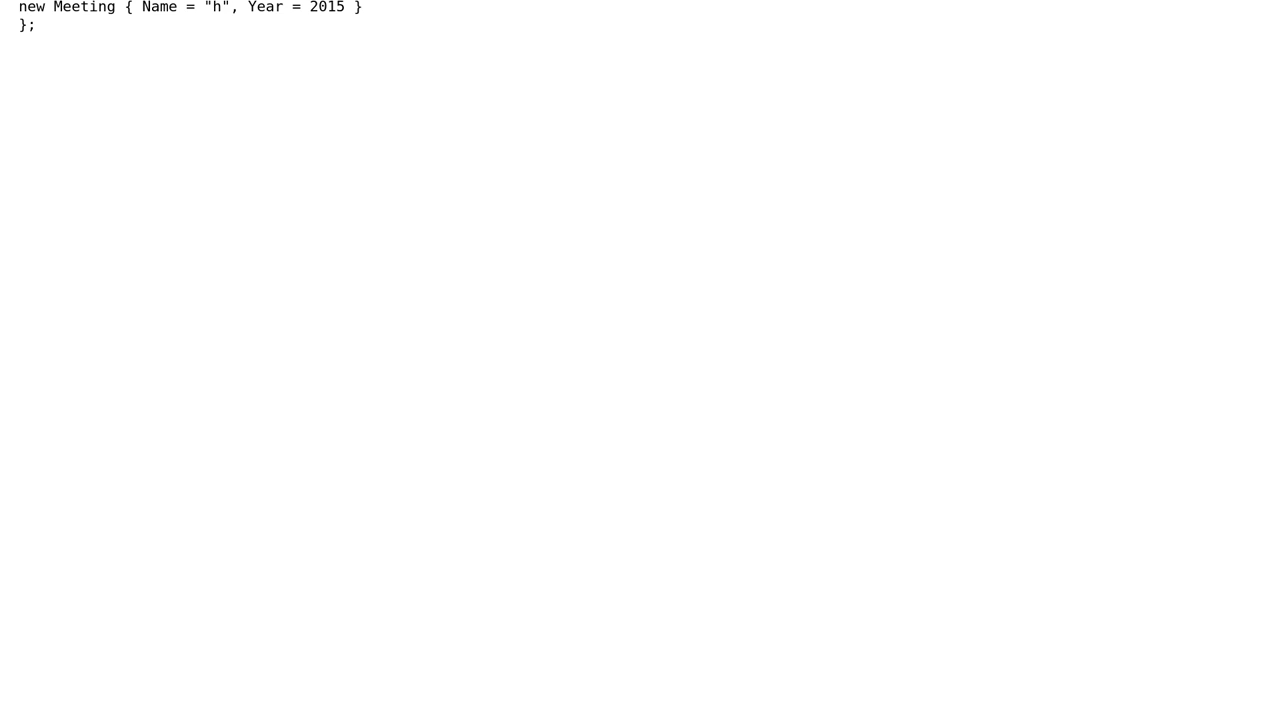 new Meeting { Name = "h", Year = 2015 }
};